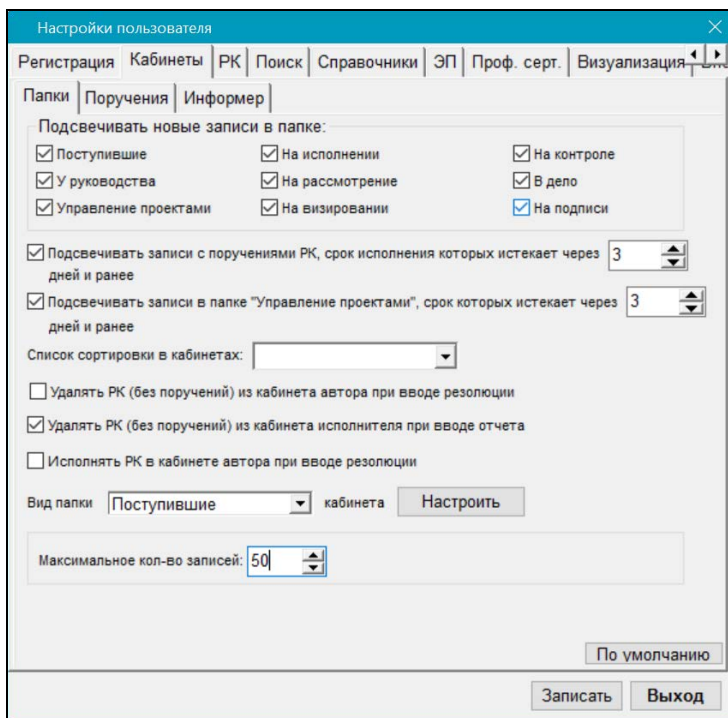 Настройки пользователя
Регистрация Кабинеты РК Поиск Справочники ЭП Проф. серт. Визуализация
Папки Поручения Информер
Подсвечивать новые записи в папке:
Поступившие На исполнении На контроле
У руководства На рассмотрение В дело
Управление проектами На визировании На подписи
Подсвечивать записи с поручениями РК, срок исполнения которых истекает через 3
дней и ранее
Подсвечивать записи в папке "Управление проектами", срок которых истекает через 3
дней и ранее
Список сортировки в кабинетах:
Удалять РК (без поручений) из кабинета автора при вводе резолюции
Удалять РК (без поручений) из кабинета исполнителя при вводе отчета
Исполнять РК в кабинете автора при вводе резолюции
Вид папки Поступившие кабинета Настроить
Максимальное кол-во записей: 50
По умолчанию
Записать Выход